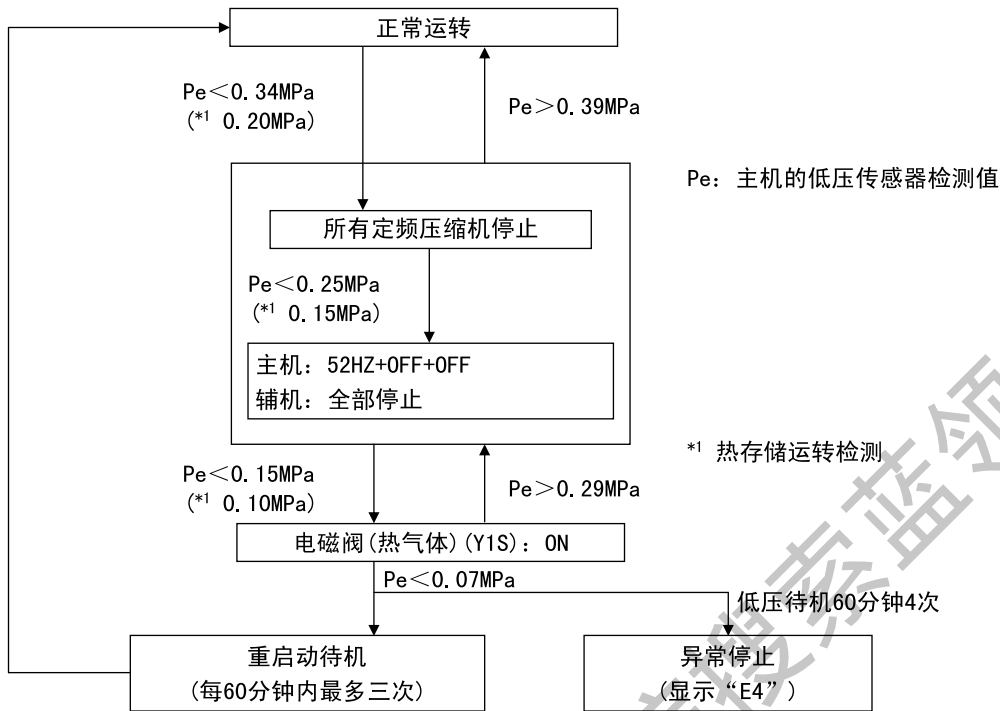 正常运转
Pe＜0.34MPa
(*1 0.20MPa)
Pe＞0.39MPa
Pe：主机的低压传感器检测值
所有定频压缩机停止
Pe＜0.25MPa
(*1 0.15MPa)
主机：52HZ+OFF+OFF
辅机：全部停止
*1 热存储运转检测
Pe＜0.15MPa
(*1 0.10MPa)
Pe＞0.29MPa
电磁阀(热气体)(Y1S)：ON
Pe＜0.07MPa
低压待机60分钟4次
重启动待机
(每60分钟内最多三次)
异常停止
(显示“E4”)
搜索蓝领